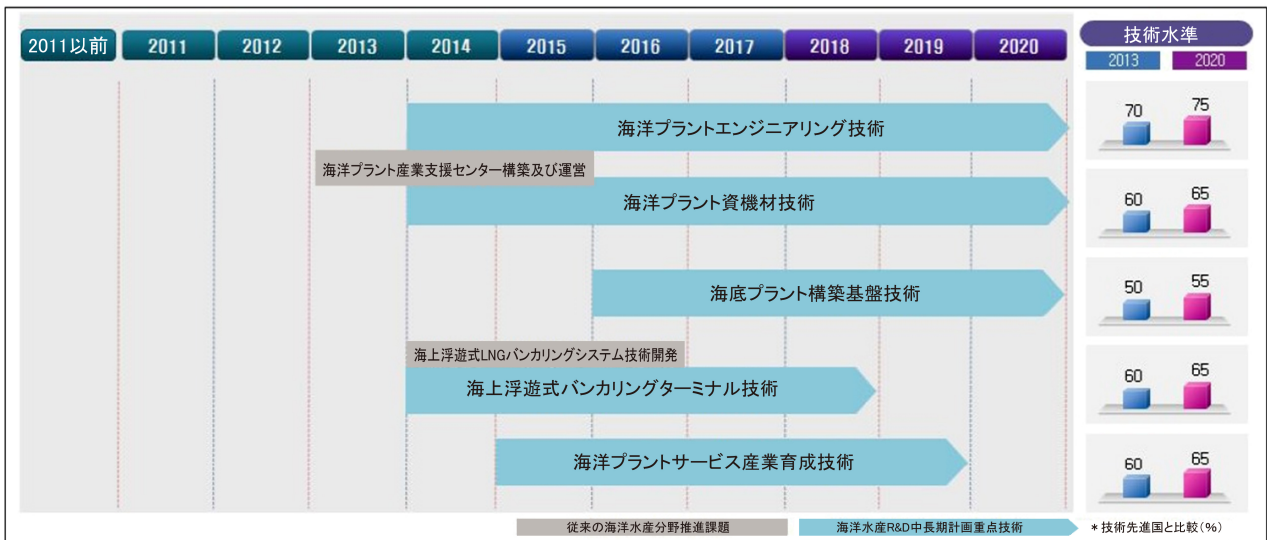 2011以前 2011 2012 2013 2014 2015 2016 2017 2018 2019 2020
技術水準
2013 2020
海洋プラントエンジニアリング技術
70 75
海洋プラント産業支援センター構築及び運営
海洋プラント資機材技術
60 65
海底プラント構築基盤技術
50 55
海上浮遊式LNGバンカリングシステム技術開発
海上浮遊式バンカリングターミナル技術
60 65
海洋プラントサービス産業育成技術
60 65
従来の海洋水産分野推進課題
海洋水産R&D中長期計画重点技術
*技術先進国と比較(%)